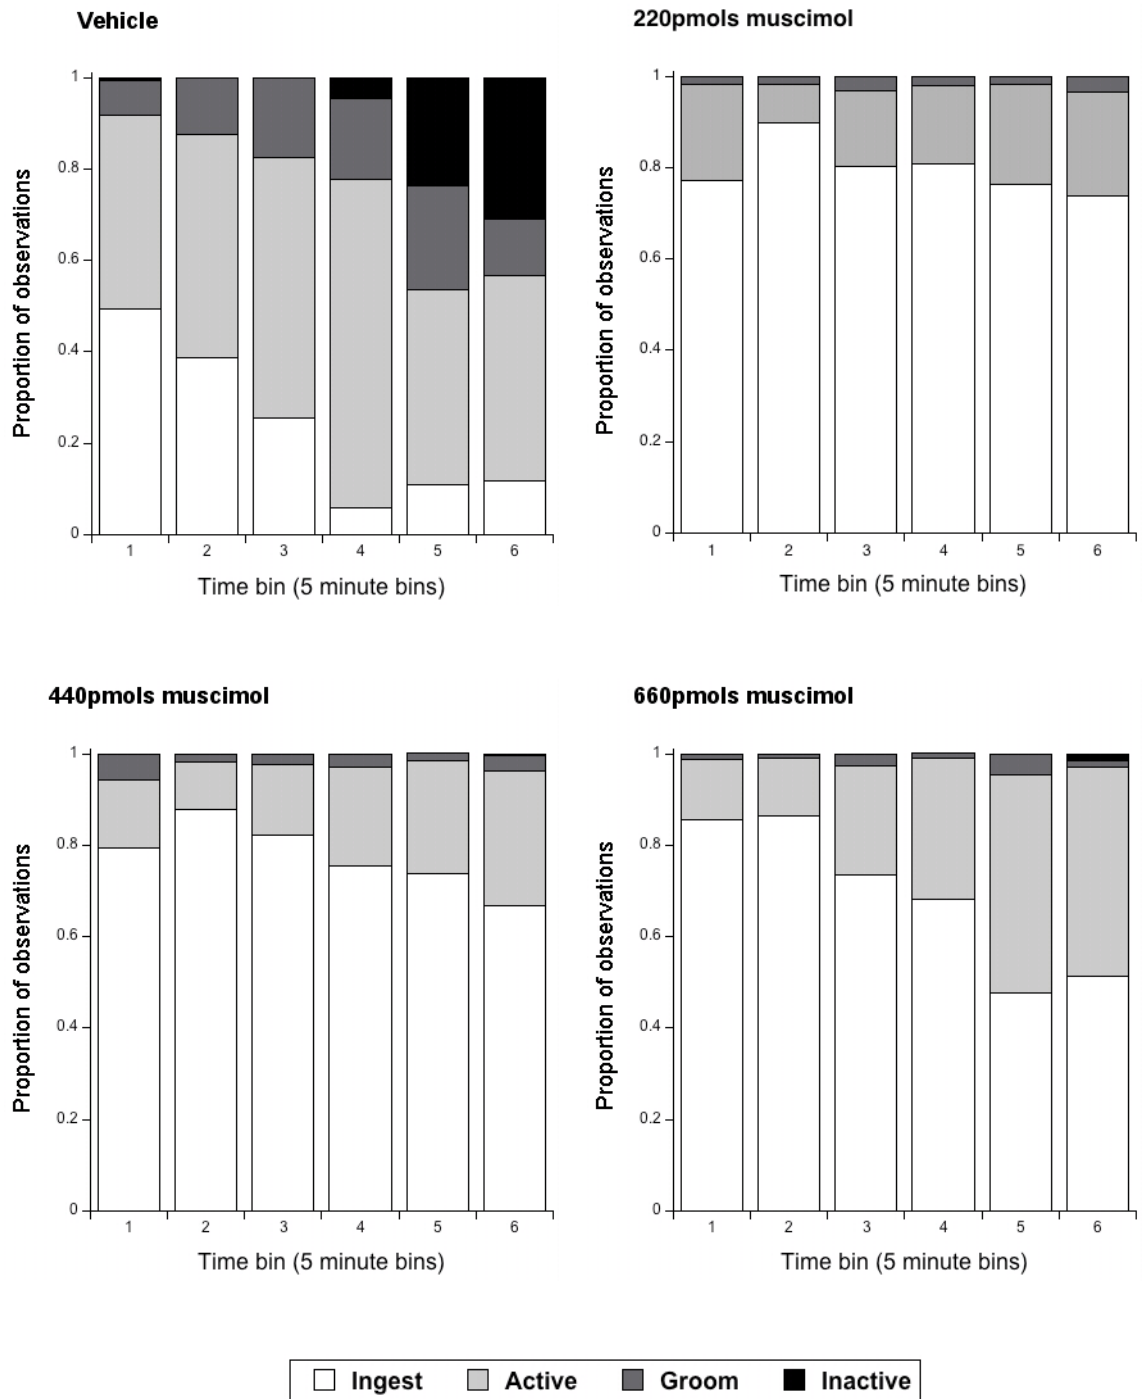 Vehicle
1
0.8
0.6
0.4
0.2
0
Proportion of observations
1 2 3 4 5 6
Time bin (5 minute bins)
220pmols muscimol
1
0.8
0.6
0.4
0.2
0
Proportion of observations
1 2 3 4 5 6
Time bin (5 minute bins)
440pmols muscimol
1
0.8
0.6
0.4
0.2
0
Proportion of observations
1 2 3 4 5 6
Time bin (5 minute bins)
660pmols muscimol
1
0.8
0.6
0.4
0.2
0
Proportion of observations
1 2 3 4 5 6
Time bin (5 minute bins)
Ingest Active Groom Inactive